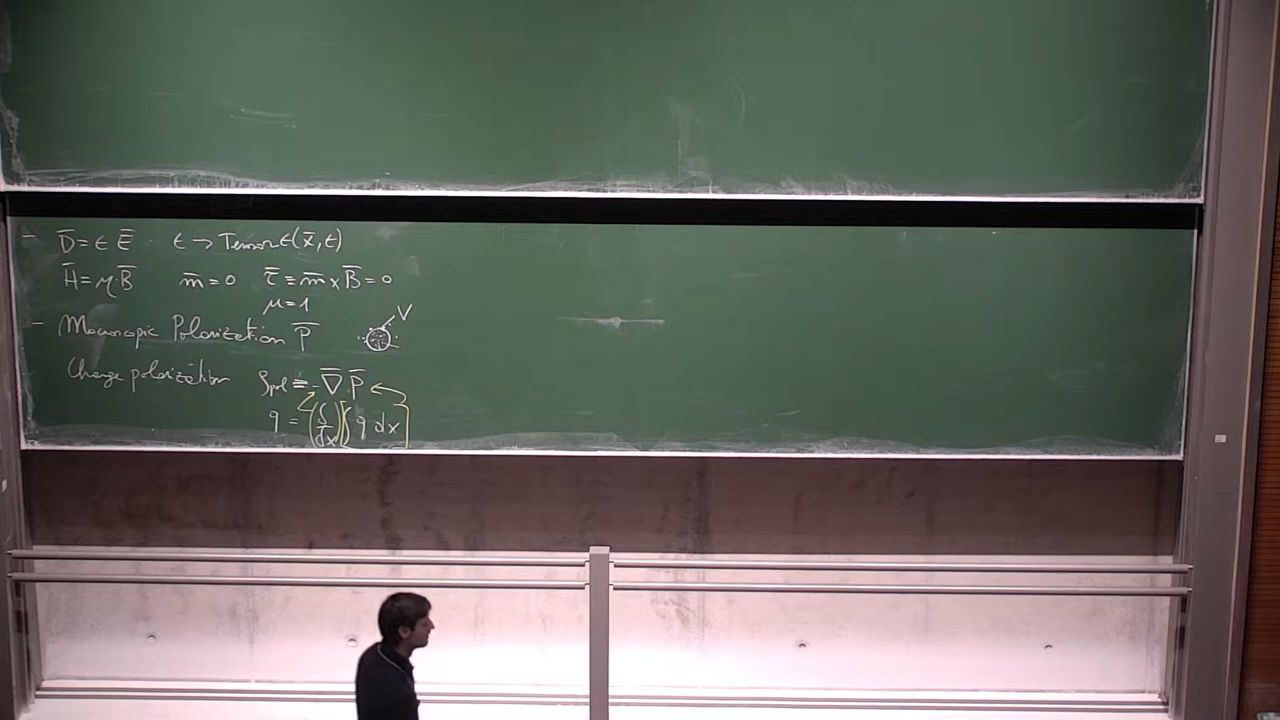 - D̅ = ε E̅   ε → Tensor ε(x̅, t)
H̅ = μ B̅   m̅ = 0   τ̅ = m̅ × B̅ = 0
μ = 1
- Macroscopic Polarization P̅   V
Charge polarization   ρpol = -∇̅ · P̅
q = (d/dx) ∫ q dx